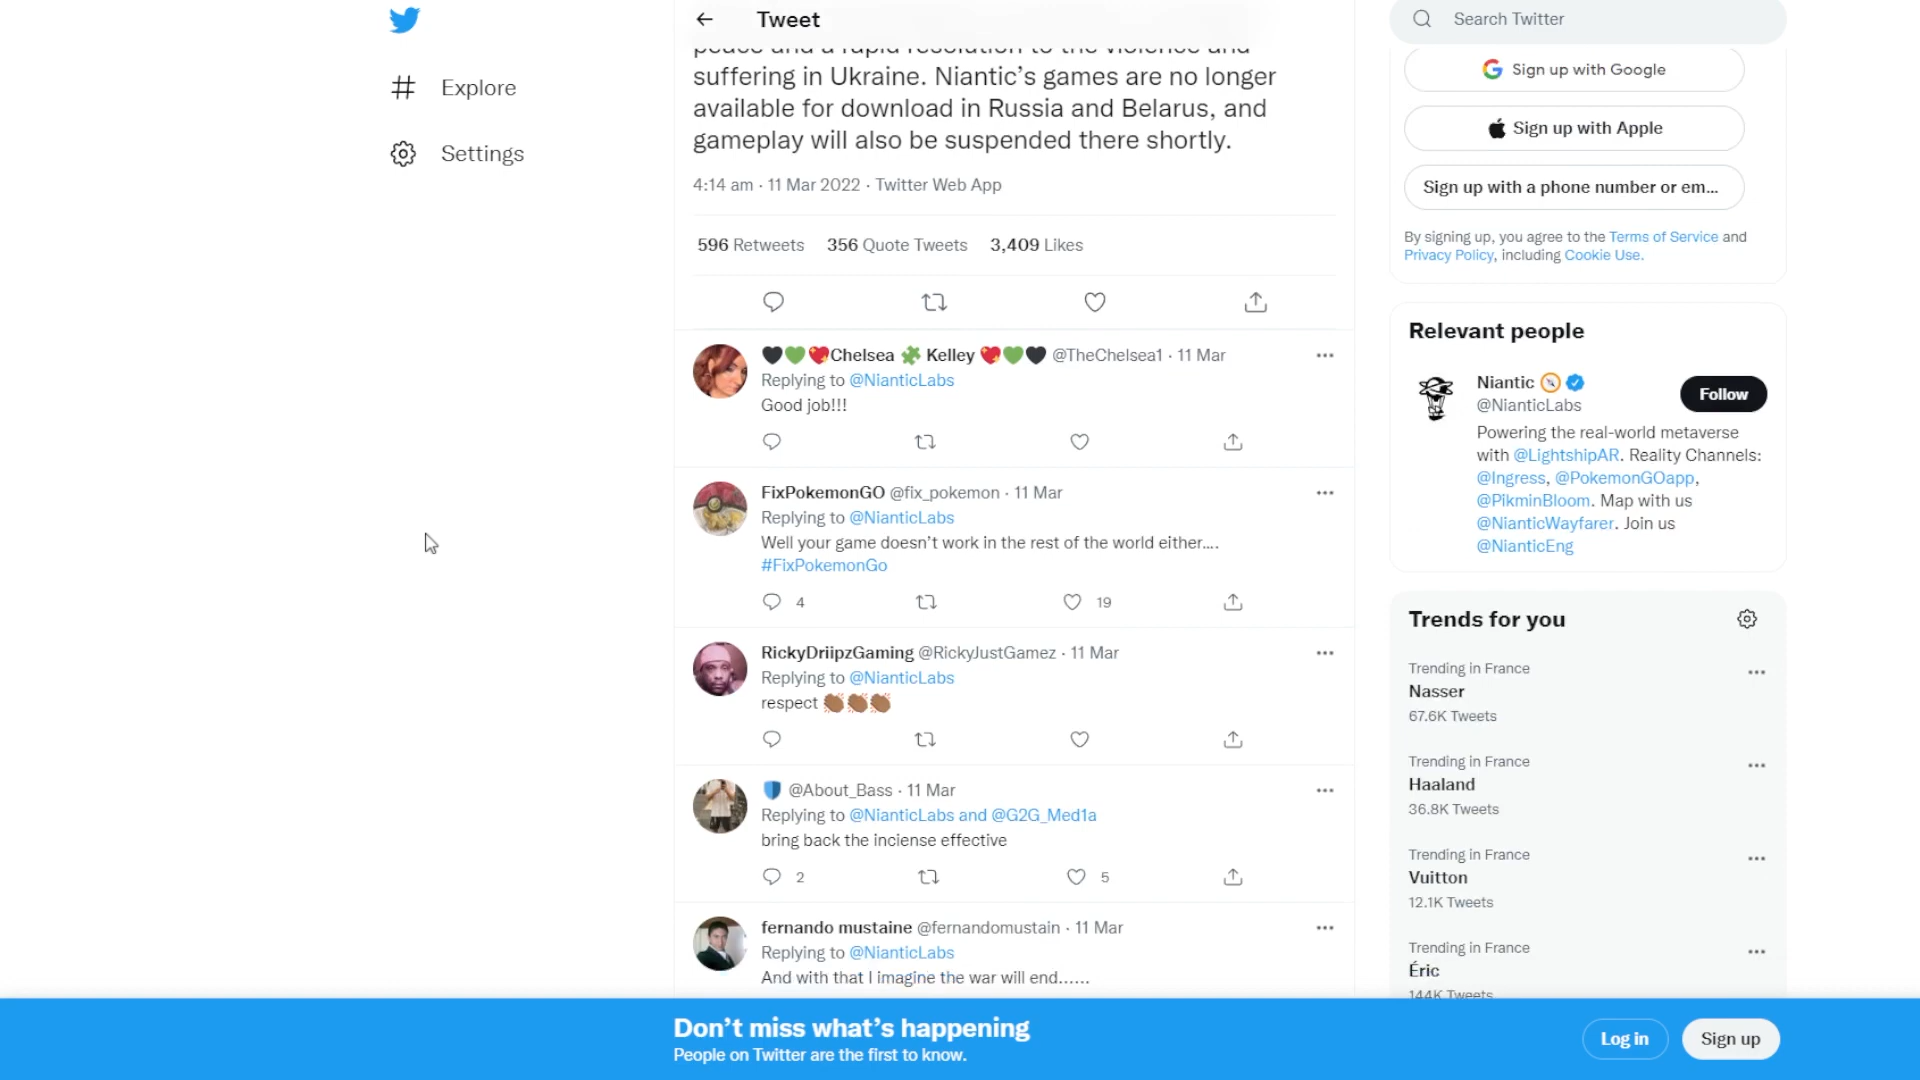 Tweet
Search Twitter
Explore
Settings
peace and a rapid resolution to the violence and
suffering in Ukraine. Niantic’s games are no longer
available for download in Russia and Belarus, and
gameplay will also be suspended there shortly.
4:14 am · 11 Mar 2022 · Twitter Web App
596 Retweets 356 Quote Tweets 3,409 Likes
🖤💚💖Chelsea 🧩 Kelley 💖💚🖤 @TheChelsea1 · 11 Mar
Replying to @NianticLabs
Good job!!!
FixPokemonGO @fix_pokemon · 11 Mar
Replying to @NianticLabs
Well your game doesn’t work in the rest of the world either....
#FixPokemonGo
4 19
RickyDriipzGaming @RickyJustGamez · 11 Mar
Replying to @NianticLabs
respect 👏🏾👏🏾👏🏾
@About_Bass · 11 Mar
Replying to @NianticLabs and @G2G_Med1a
bring back the inciense effective
2 5
fernando mustaine @fernandomustain · 11 Mar
Replying to @NianticLabs
And with that I imagine the war will end......
Sign up with Google
Sign up with Apple
Sign up with a phone number or em...
By signing up, you agree to the Terms of Service and
Privacy Policy, including Cookie Use.
Relevant people
Niantic
@NianticLabs
Follow
Powering the real-world metaverse
with @LightshipAR. Reality Channels:
@Ingress, @PokemonGOapp,
@PikminBloom. Map with us
@NianticWayfarer. Join us
@NianticEng
Trends for you
Trending in France
Nasser
67.6K Tweets
Trending in France
Haaland
36.8K Tweets
Trending in France
Vuitton
12.1K Tweets
Trending in France
Éric
144K Tweets
Don’t miss what’s happening
People on Twitter are the first to know.
Log in
Sign up